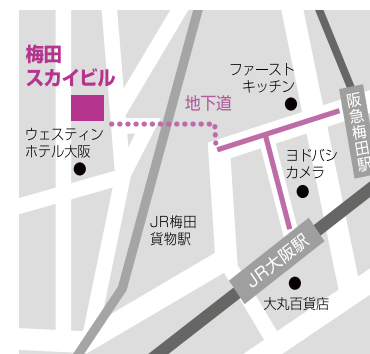 梅田
スカイビル
ファースト
キッチン
地下道
阪急梅田駅
ウェスティン
ホテル大阪
ヨドバシ
カメラ
JR梅田
貨物駅
JR大阪駅
大丸百貨店